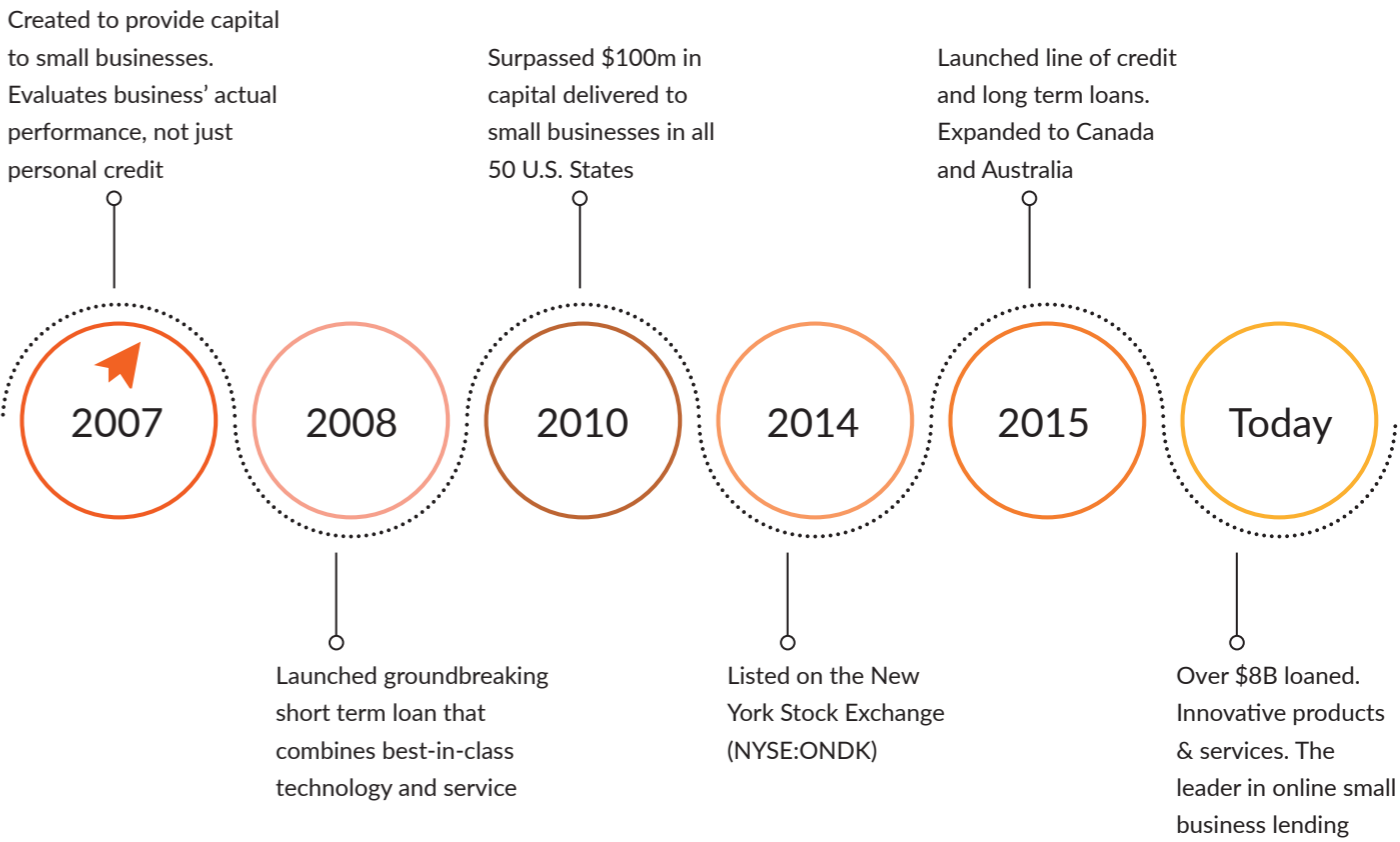 Created to provide capital
to small businesses.
Evaluates business’ actual
performance, not just
personal credit
Surpassed $100m in
capital delivered to
small businesses in all
50 U.S. States
Launched line of credit
and long term loans.
Expanded to Canada
and Australia
2007
2008
2010
2014
2015
Today
Launched groundbreaking
short term loan that
combines best-in-class
technology and service
Listed on the New
York Stock Exchange
(NYSE:ONDK)
Over $8B loaned.
Innovative products
& services. The
leader in online small
business lending